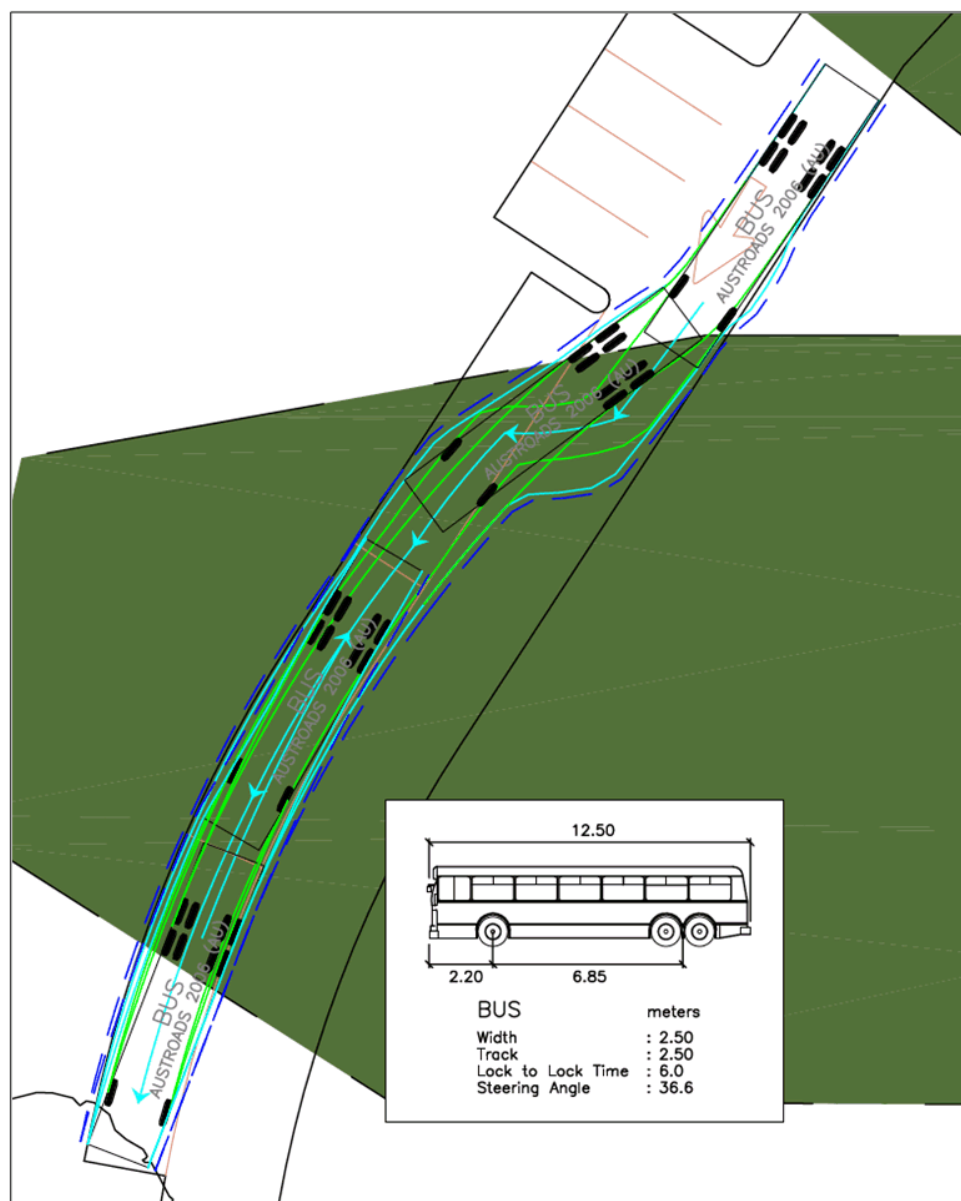 BUS
AUSTROADS 2006 (AU)
BUS
AUSTROADS 2006 (AU)
BUS
AUSTROADS 2006 (AU)
BUS
AUSTROADS 2006 (AU)
12.50
2.20 6.85
BUS meters
Width : 2.50
Track : 2.50
Lock to Lock Time : 6.0
Steering Angle : 36.6